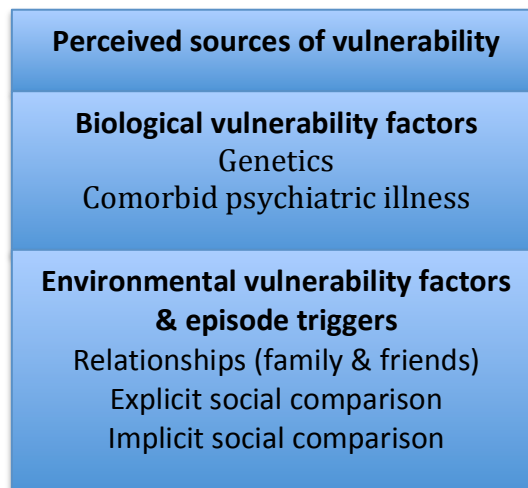 Perceived sources of vulnerability
Biological vulnerability factors
Genetics
Comorbid psychiatric illness
Environmental vulnerability factors
& episode triggers
Relationships (family & friends)
Explicit social comparison
Implicit social comparison